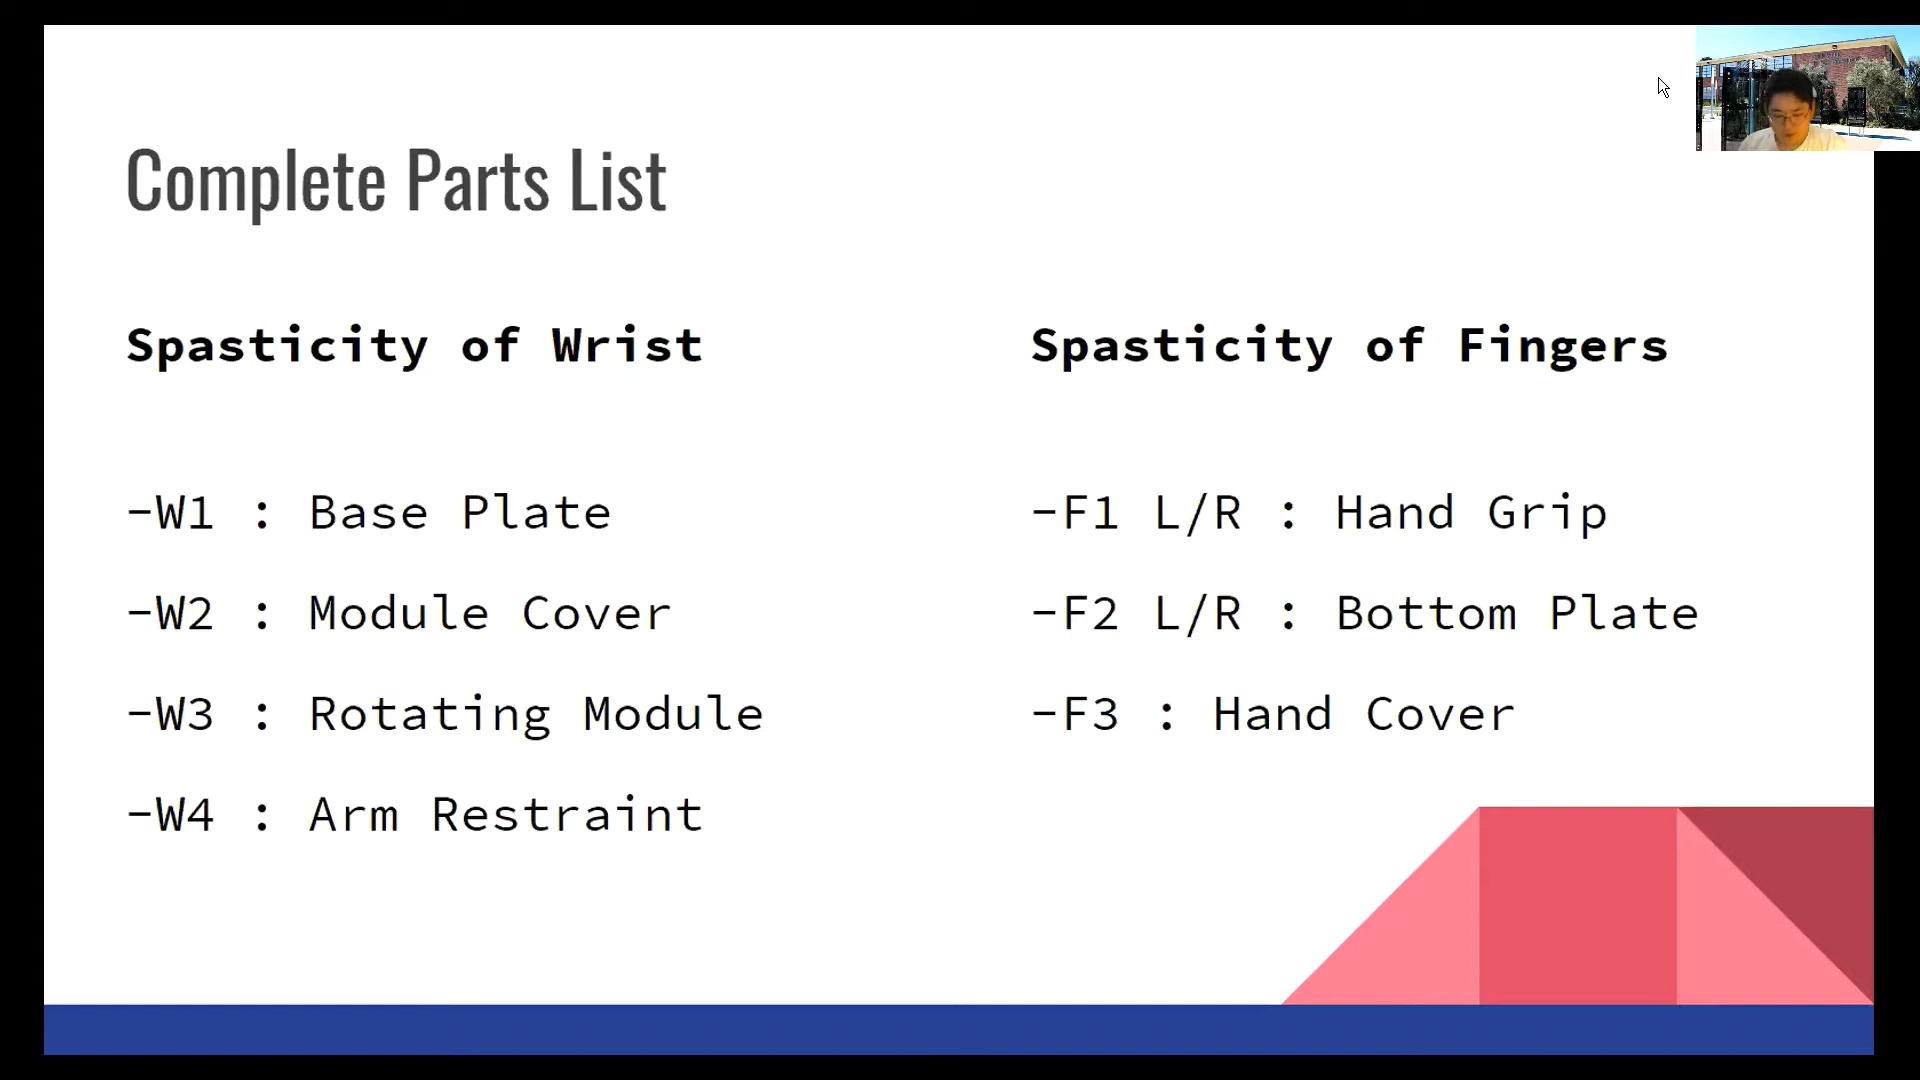 Complete Parts List
Spasticity of Wrist
-W1 : Base Plate
-W2 : Module Cover
-W3 : Rotating Module
-W4 : Arm Restraint
Spasticity of Fingers
-F1 L/R : Hand Grip
-F2 L/R : Bottom Plate
-F3 : Hand Cover